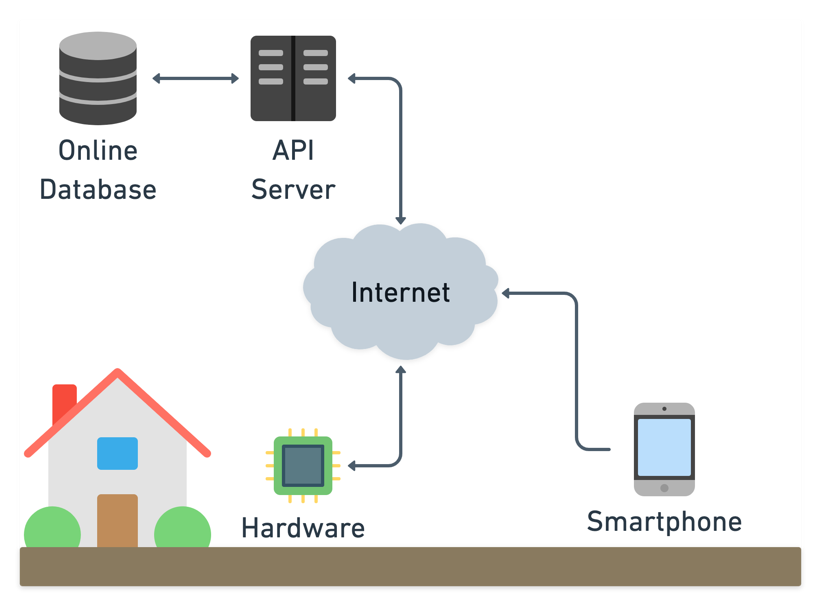 Online
Database
API
Server
Internet
Hardware
Smartphone